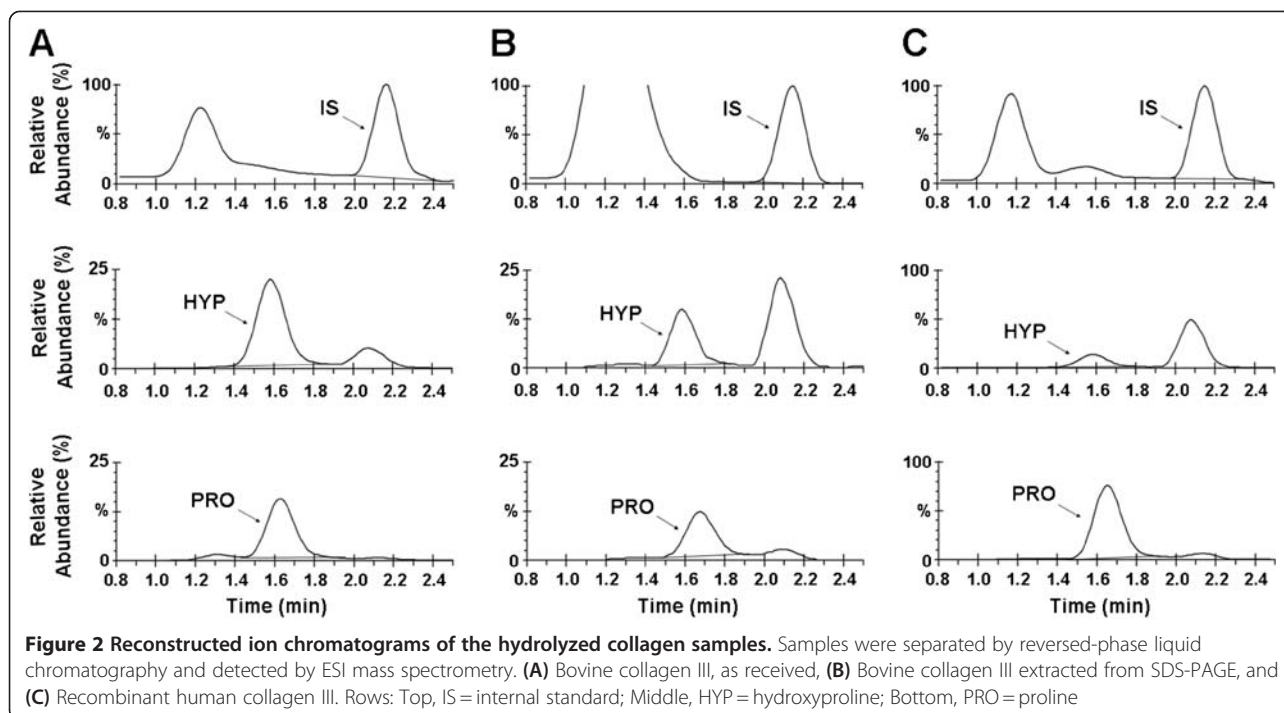 A
B
C
Relative Abundance (%)
100
%
0
IS
0.8 1.0 1.2 1.4 1.6 1.8 2.0 2.2 2.4
100
%
0
IS
0.8 1.0 1.2 1.4 1.6 1.8 2.0 2.2 2.4
100
%
0
IS
0.8 1.0 1.2 1.4 1.6 1.8 2.0 2.2 2.4
Relative Abundance (%)
25
%
0
HYP
0.8 1.0 1.2 1.4 1.6 1.8 2.0 2.2 2.4
25
%
0
HYP
0.8 1.0 1.2 1.4 1.6 1.8 2.0 2.2 2.4
100
%
0
HYP
0.8 1.0 1.2 1.4 1.6 1.8 2.0 2.2 2.4
Relative Abundance (%)
25
%
0
PRO
0.8 1.0 1.2 1.4 1.6 1.8 2.0 2.2 2.4
Time (min)
25
%
0
PRO
0.8 1.0 1.2 1.4 1.6 1.8 2.0 2.2 2.4
Time (min)
100
%
0
PRO
0.8 1.0 1.2 1.4 1.6 1.8 2.0 2.2 2.4
Time (min)
Figure 2 Reconstructed ion chromatograms of the hydrolyzed collagen samples. Samples were separated by reversed-phase liquid
chromatography and detected by ESI mass spectrometry. (A) Bovine collagen III, as received, (B) Bovine collagen III extracted from SDS-PAGE, and
(C) Recombinant human collagen III. Rows: Top, IS = internal standard; Middle, HYP = hydroxyproline; Bottom, PRO = proline